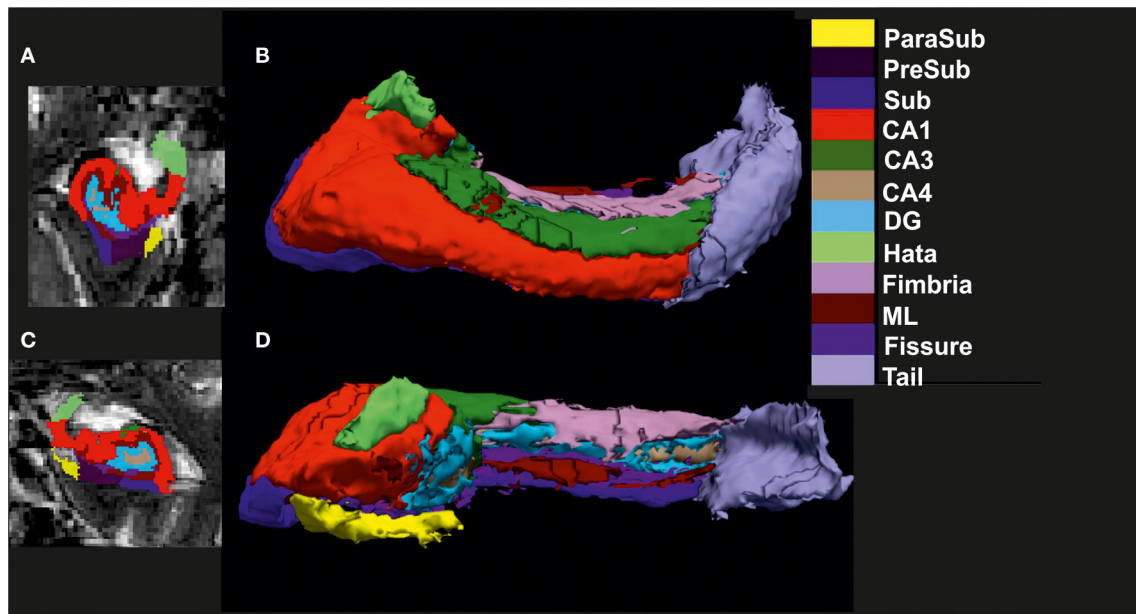 A
B
C
D
ParaSub
PreSub
Sub
CA1
CA3
CA4
DG
Hata
Fimbria
ML
Fissure
Tail